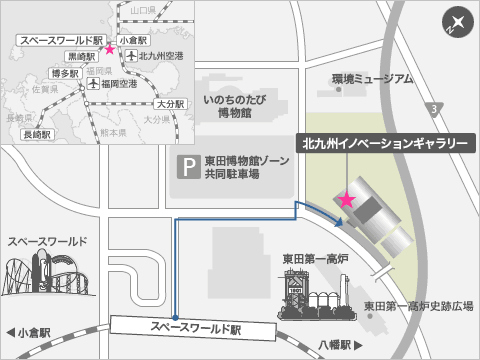 山口県
スペースワールド駅
小倉駅
黒崎駅
北九州空港
博多駅
福岡県
福岡空港
佐賀県
大分駅
長崎県
大分県
長崎駅
熊本県
いのちのたび
博物館
環境ミュージアム
3
北九州イノベーションギャラリー
P
東田博物館ゾーン
共同駐車場
スペースワールド
東田第一高炉
1901
東田第一高炉史跡広場
小倉駅
スペースワールド駅
八幡駅